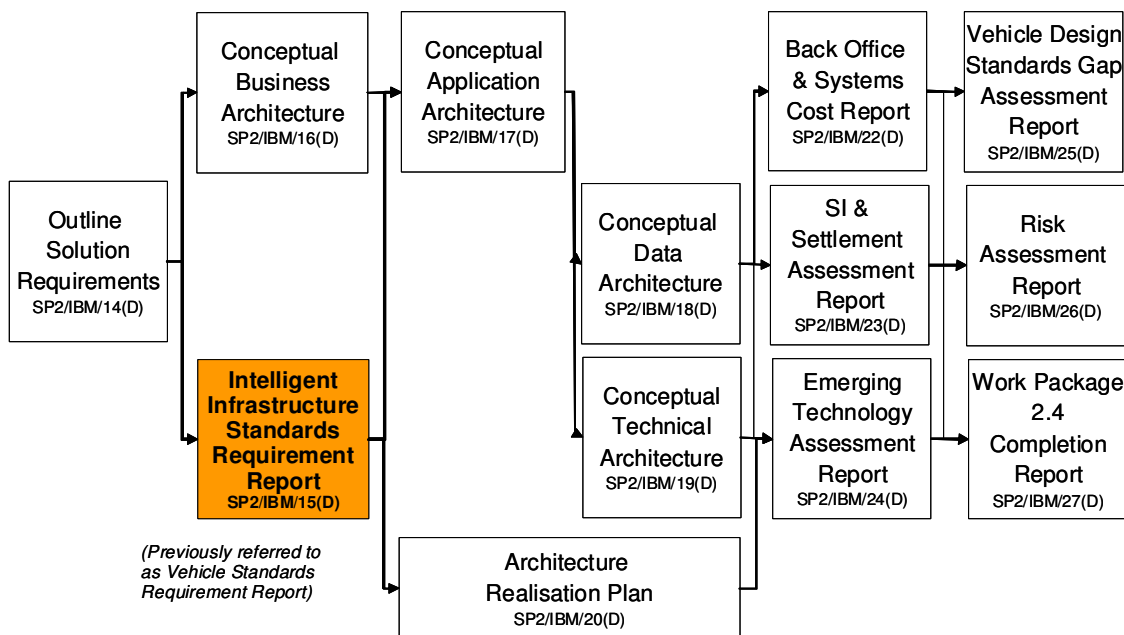 Outline
Solution
Requirements
SP2/IBM/14(D)
Conceptual
Business
Architecture
SP2/IBM/16(D)
Intelligent
Infrastructure
Standards
Requirement
Report
SP2/IBM/15(D)
(Previously referred to
as Vehicle Standards
Requirement Report)
Conceptual
Application
Architecture
SP2/IBM/17(D)
Conceptual
Data
Architecture
SP2/IBM/18(D)
Conceptual
Technical
Architecture
SP2/IBM/19(D)
Architecture
Realisation Plan
SP2/IBM/20(D)
Back Office
& Systems
Cost Report
SP2/IBM/22(D)
SI &
Settlement
Assessment
Report
SP2/IBM/23(D)
Emerging
Technology
Assessment
Report
SP2/IBM/24(D)
Vehicle Design
Standards Gap
Assessment
Report
SP2/IBM/25(D)
Risk
Assessment
Report
SP2/IBM/26(D)
Work Package
2.4
Completion
Report
SP2/IBM/27(D)